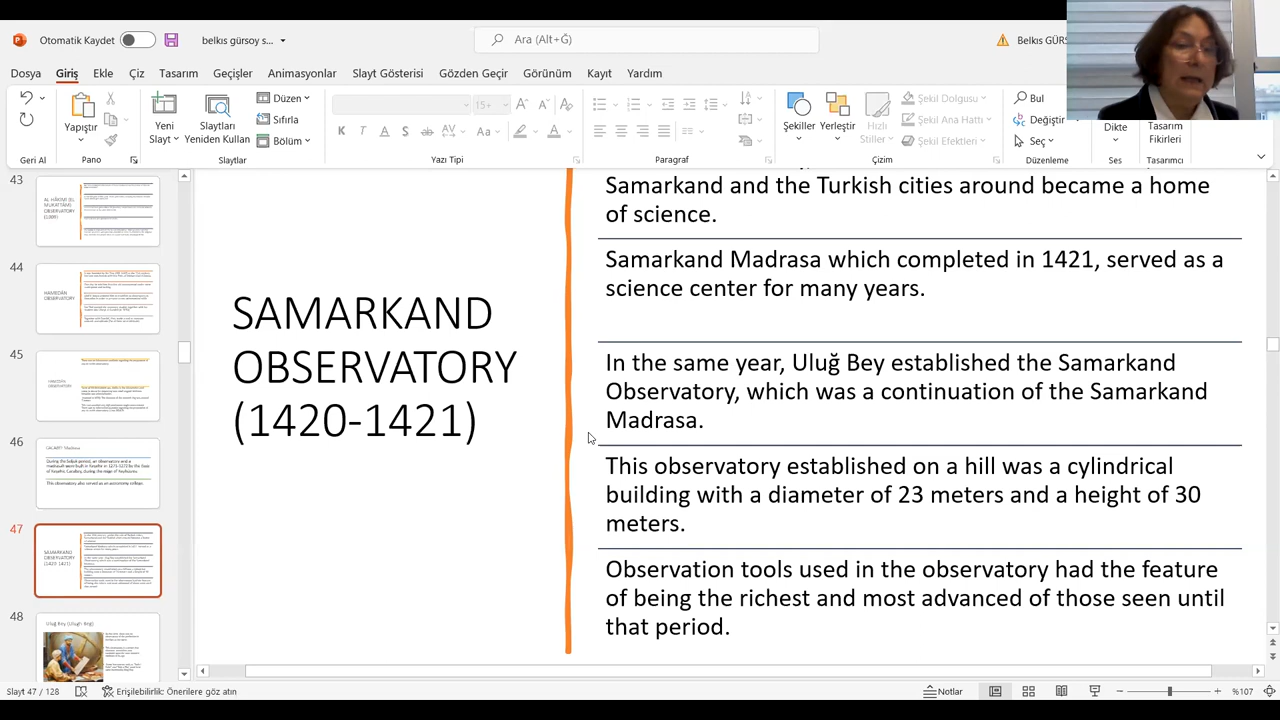 Otomatik Kaydet
belkıs gürsoy s...
Ara (Alt+G)
Belkıs GÜR
Dosya
Giriş
Ekle
Çiz
Tasarım
Geçişler
Animasyonlar
Slayt Gösterisi
Gözden Geçir
Görünüm
Kayıt
Yardım
Yapıştır
Yeni
Slayt
Slaytları
Yeniden Kullan
Düzen
Sıfırla
Bölüm
15+
Şekiller
Yerleştir
Hızlı
Stiller
Şekil Dolgusu
Şekil Ana Hattı
Şekil Efektleri
Bul
Değiştir
Seç
Dikte
Tasarım
Fikirleri
Geri Al
Pano
Slaytlar
Yazı Tipi
Paragraf
Çizim
Düzenleme
Ses
Tasarımcı
43
44
45
46
47
48
SAMARKAND
OBSERVATORY
(1420-1421)
Samarkand and the Turkish cities around became a home
of science.
Samarkand Madrasa which completed in 1421, served as a
science center for many years.
In the same year, Uluğ Bey established the Samarkand
Observatory, which was a continuation of the Samarkand
Madrasa.
This observatory established on a hill was a cylindrical
building with a diameter of 23 meters and a height of 30
meters.
Observation tools used in the observatory had the feature
of being the richest and most advanced of those seen until
that period.
Slayt 47 / 128
Erişilebilirlik: Önerilere göz atın
Notlar
%107